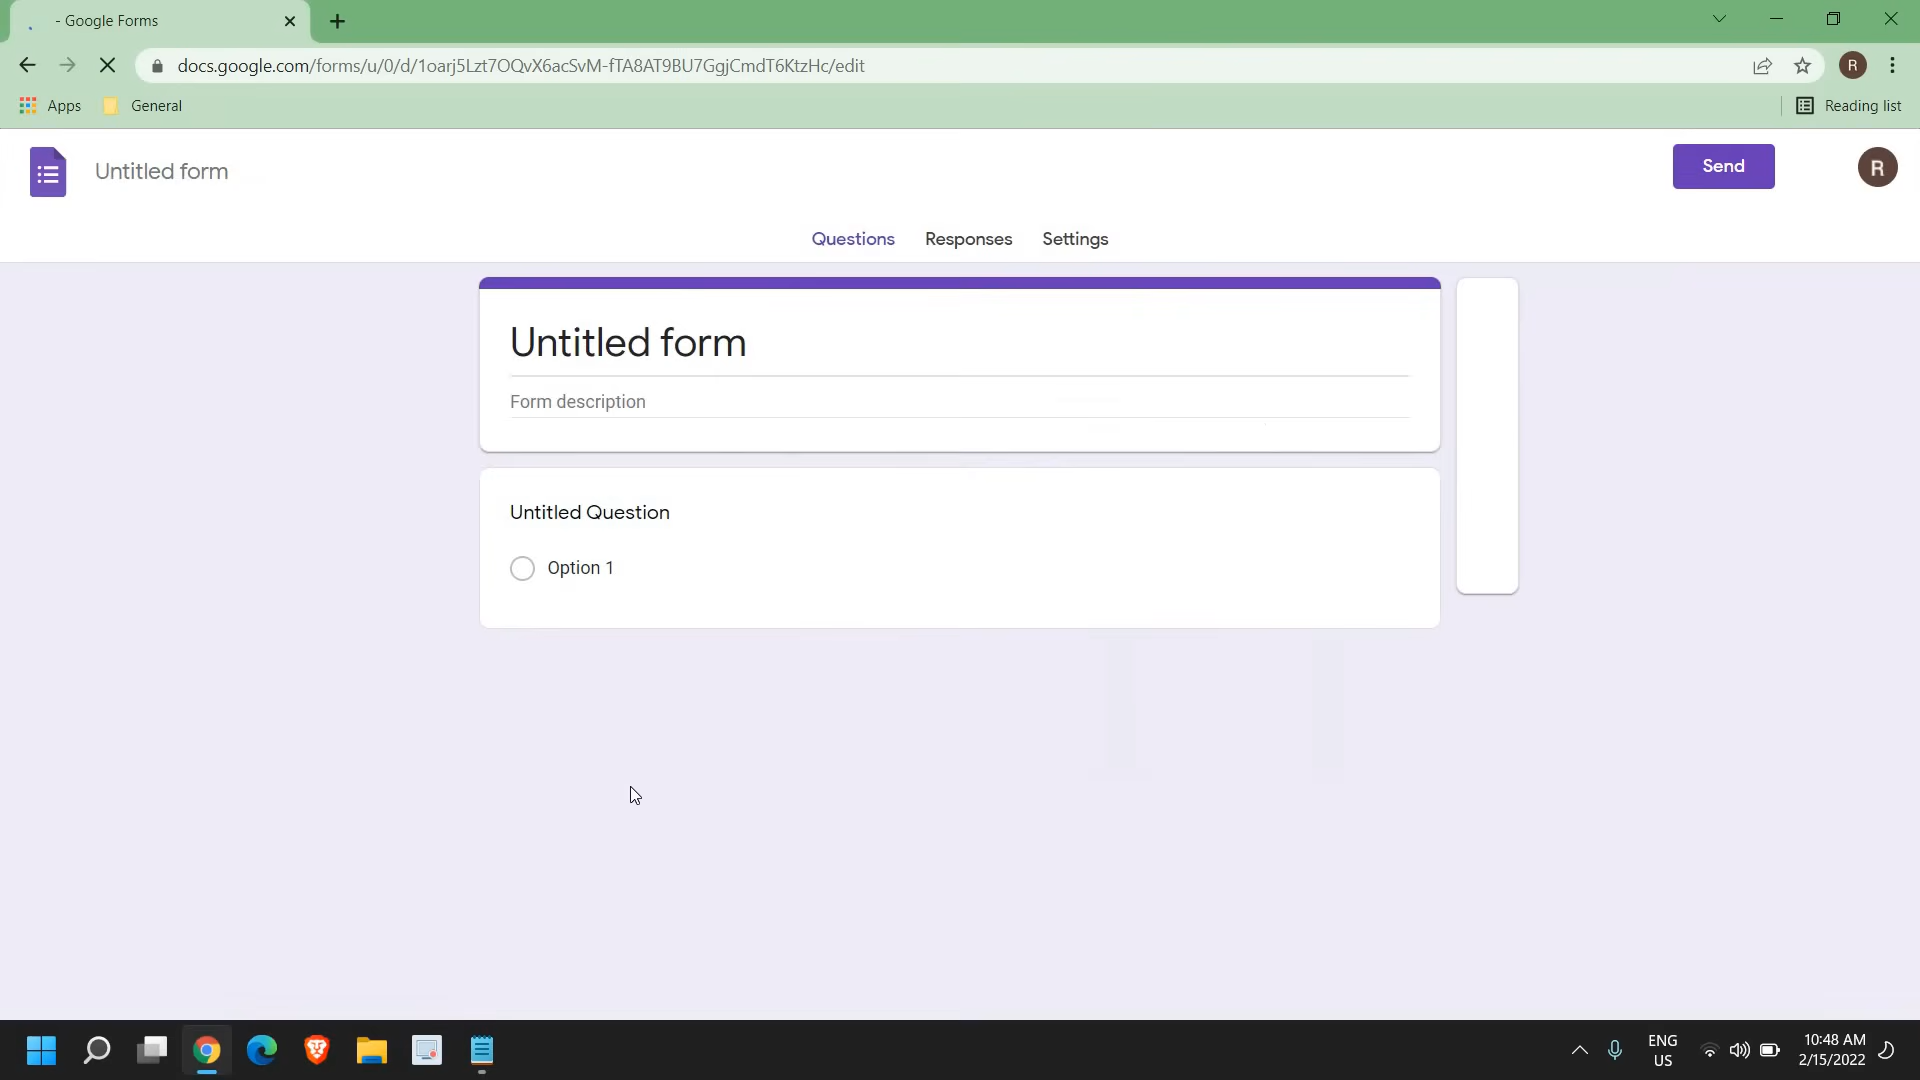 - Google Forms
docs.google.com/forms/u/0/d/1oarj5Lzt7OQvX6acSvM-fTA8AT9BU7GgjCmdT6KtzHc/edit
R
Apps
General
Reading list
Untitled form
Send
R
Questions
Responses
Settings
Untitled form
Form description
Untitled Question
Option 1
ENG
US
10:48 AM
2/15/2022